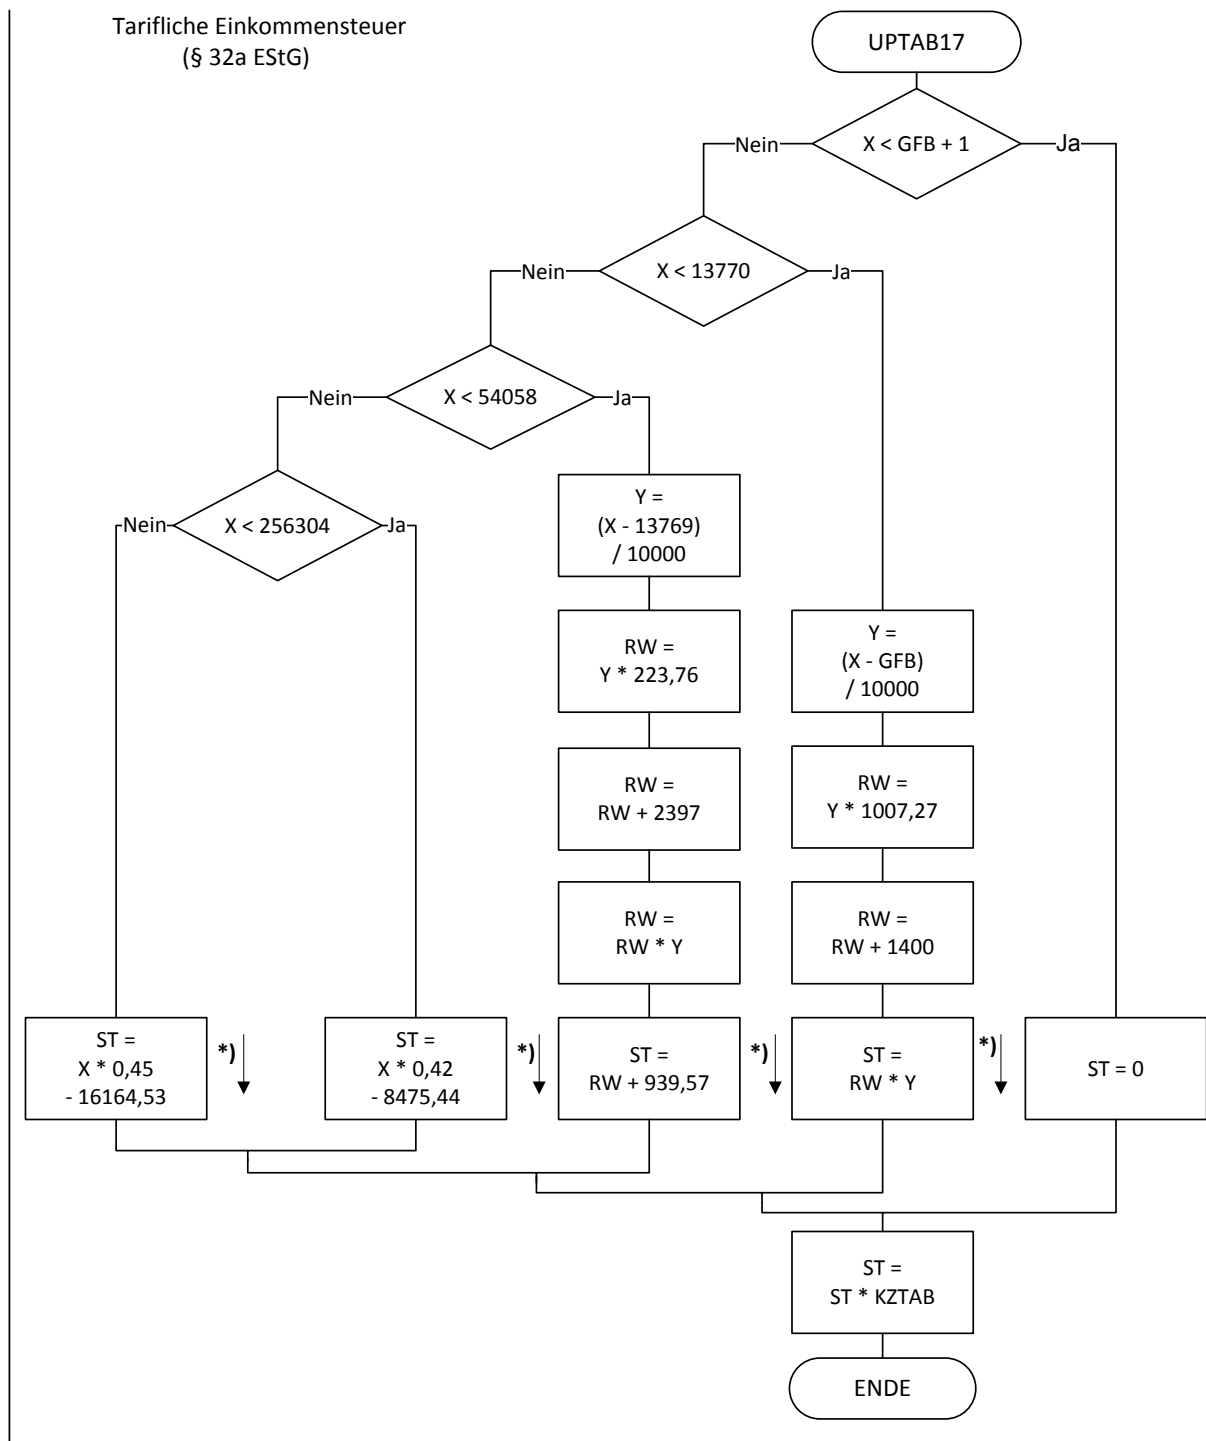 Tarifliche Einkommensteuer
(§ 32a EStG)
UPTAB17
X < GFB + 1
Nein
Ja
X < 13770
Nein
Ja
X < 54058
Nein
Ja
X < 256304
Nein
Ja
Y =
(X - 13769)
/ 10000
RW =
Y * 223,76
RW =
RW + 2397
RW =
RW * Y
Y =
(X - GFB)
/ 10000
RW =
Y * 1007,27
RW =
RW + 1400
ST =
X * 0,45
- 16164,53
*)
ST =
X * 0,42
- 8475,44
*)
ST =
RW + 939,57
*)
ST =
RW * Y
*)
ST = 0
ST =
ST * KZTAB
ENDE